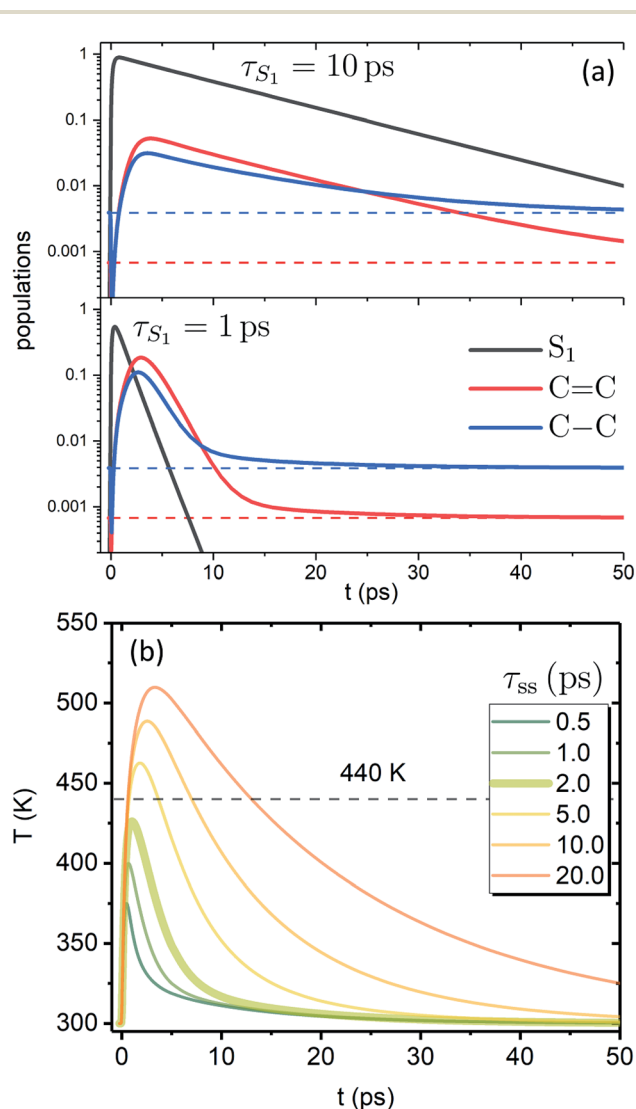 τS₁ = 10 ps
(a)
1
0.1
0.01
0.001
populations
τS₁ = 1 ps
1
0.1
0.01
0.001
S₁
C=C
C−C
0 10 20 30 40 50
t (ps)
550
500
450
400
350
300
T (K)
(b)
τss (ps)
0.5
1.0
2.0
5.0
10.0
20.0
440 K
0 10 20 30 40 50
t (ps)